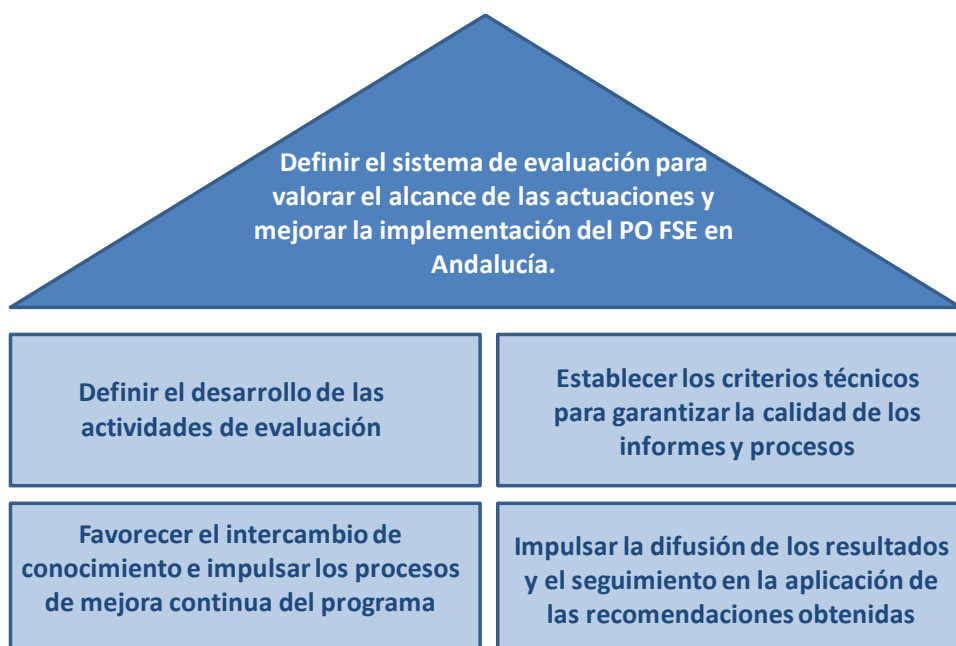 Definir el sistema de evaluación para
valorar el alcance de las actuaciones y
mejorar la implementación del PO FSE en
Andalucía.
Definir el desarrollo de las
actividades de evaluación
Establecer los criterios técnicos
para garantizar la calidad de los
informes y procesos
Favorecer el intercambio de
conocimiento e impulsar los procesos
de mejora continua del programa
Impulsar la difusión de los resultados
y el seguimiento en la aplicación de
las recomendaciones obtenidas